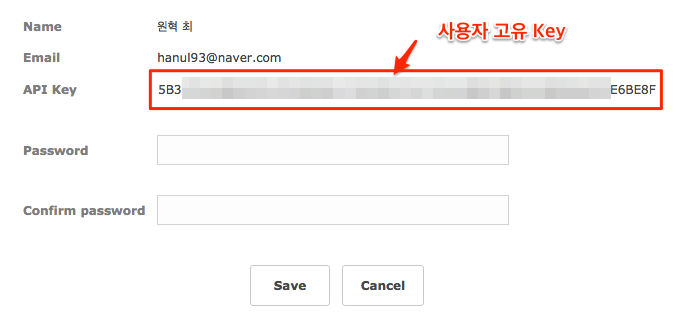 사용자 고유 Key
Name 원혁 최
Email hanul93@naver.com
API Key 5B3 E6BE8F
Password
Confirm password
Save Cancel